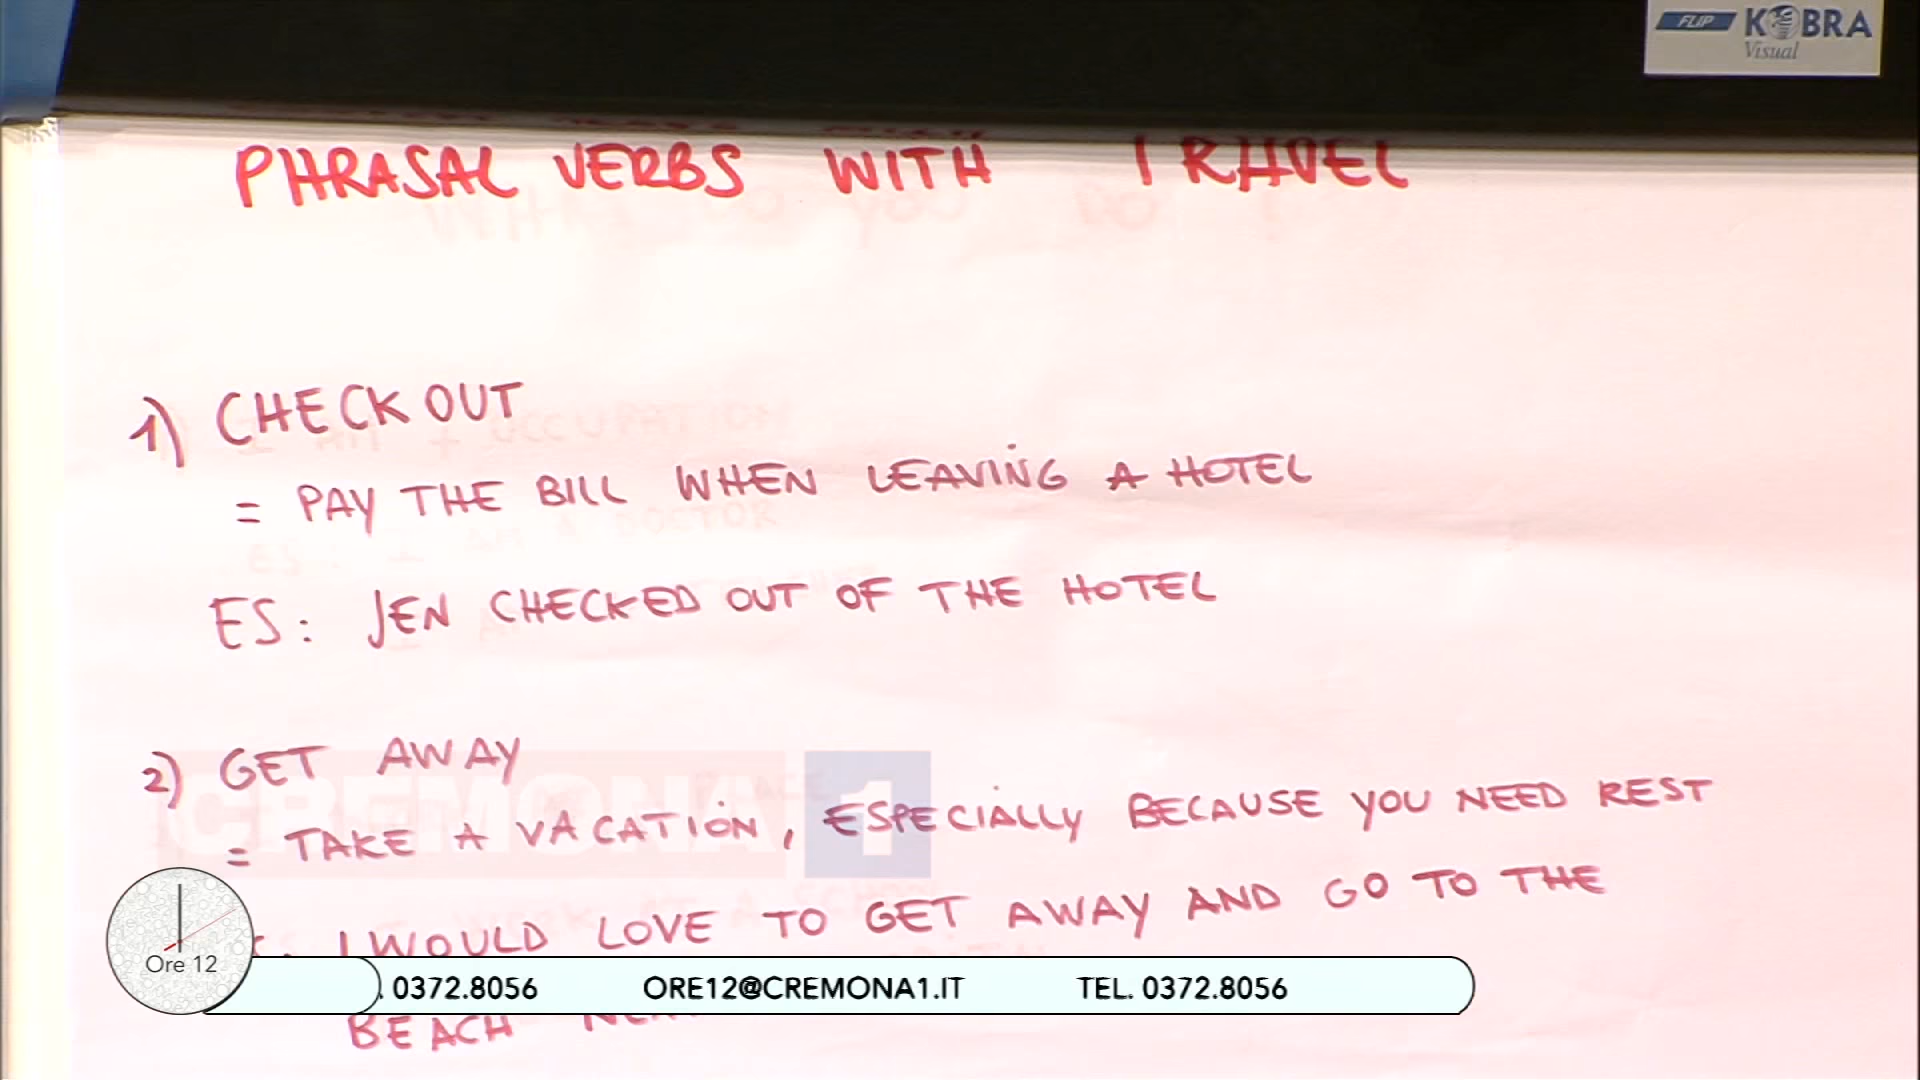 FLIP KOBRA
Visual
PHRASAL VERBS WITH TRAVEL
1) CHECK OUT
= PAY THE BILL WHEN LEAVING A HOTEL
ES: JEN CHECKED OUT OF THE HOTEL
2) GET AWAY
CREMONA 1
= TAKE A VACATION, ESPECIALLY BECAUSE YOU NEED REST
I WOULD LOVE TO GET AWAY AND GO TO THE
Ore 12
. 0372.8056 ORE12@CREMONA1.IT TEL. 0372.8056
BEACH